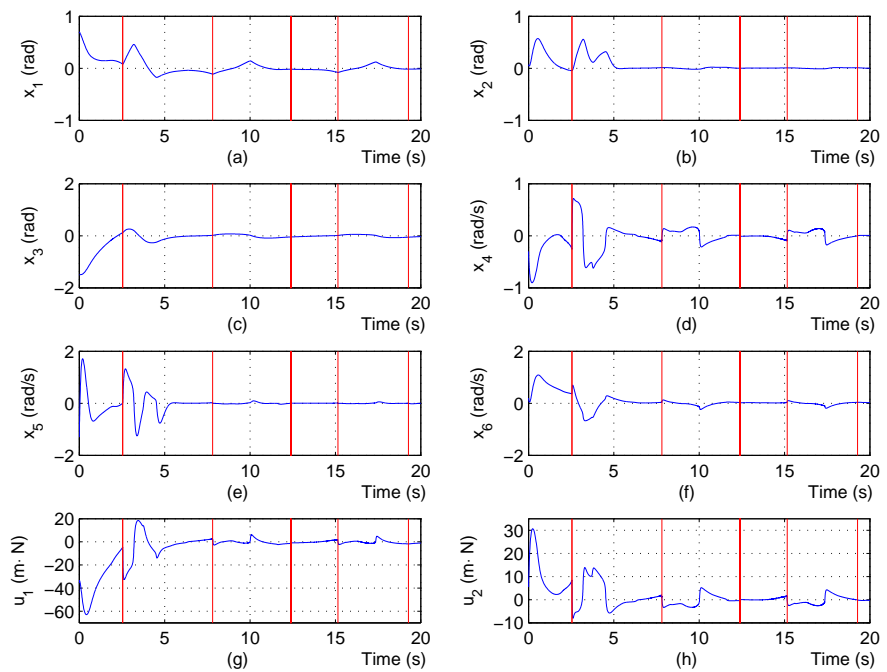 1
0
−1
x1 (rad)
0 5 10 15 20
(a)
Time (s)
1
0
−1
x2 (rad)
0 5 10 15 20
(b)
Time (s)
2
0
−2
x3 (rad)
0 5 10 15 20
(c)
Time (s)
1
0
−1
x4 (rad/s)
0 5 10 15 20
(d)
Time (s)
2
0
−2
x5 (rad/s)
0 5 10 15 20
(e)
Time (s)
2
0
−2
x6 (rad/s)
0 5 10 15 20
(f)
Time (s)
20
0
−20
−40
−60
u1 (m· N)
0 5 10 15 20
(g)
Time (s)
30
20
10
0
−10
u2 (m· N)
0 5 10 15 20
(h)
Time (s)